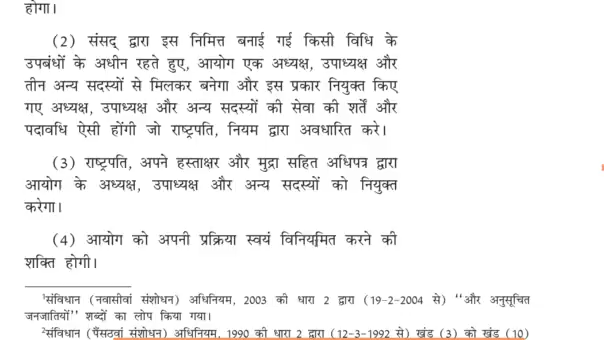 होगा।
(2) संसद् द्वारा इस निमित्त बनाई गई किसी विधि के
उपबंधों के अधीन रहते हुए, आयोग एक अध्यक्ष, उपाध्यक्ष और
तीन अन्य सदस्यों से मिलकर बनेगा और इस प्रकार नियुक्त किए
गए अध्यक्ष, उपाध्यक्ष और अन्य सदस्यों की सेवा की शर्तें और
पदावधि ऐसी होंगी जो राष्ट्रपति, नियम द्वारा अवधारित करे।
(3) राष्ट्रपति, अपने हस्ताक्षर और मुद्रा सहित अधिपत्र द्वारा
आयोग के अध्यक्ष, उपाध्यक्ष और अन्य सदस्यों को नियुक्त
करेगा।
(4) आयोग को अपनी प्रक्रिया स्वयं विनियमित करने की
शक्ति होगी।
¹संविधान (नवासीवां संशोधन) अधिनियम, 2003 की धारा 2 द्वारा (19-2-2004 से) ‘‘और अनुसूचित
जनजातियों’’ शब्दों का लोप किया गया।
²संविधान (पैंसठवां संशोधन) अधिनियम, 1990 की धारा 2 द्वारा (12-3-1992 से) खंड (3) को खंड (10)